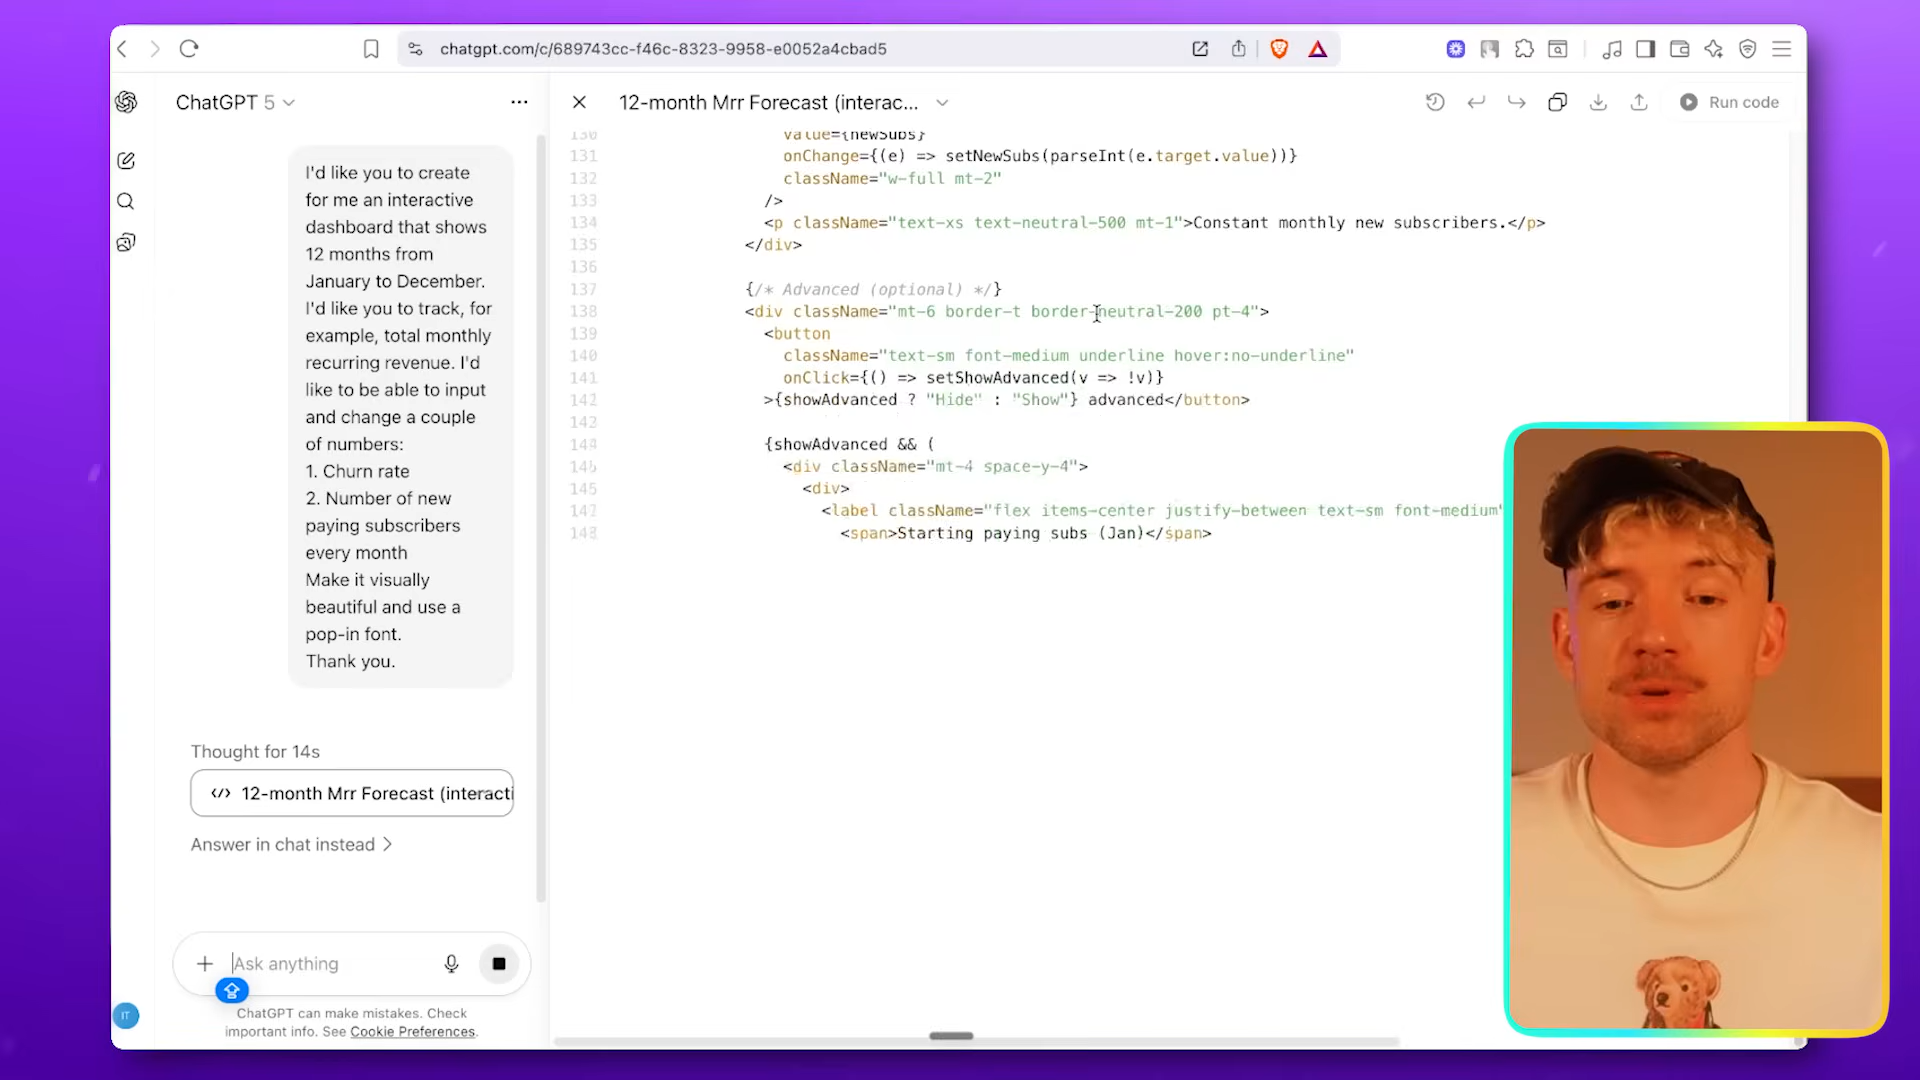 chatgpt.com/c/689743cc-f46c-8323-9958-e0052a4cbad5
ChatGPT 5
12-month Mrr Forecast (interac...
Run code
I'd like you to create
for me an interactive
dashboard that shows
12 months from
January to December.
I'd like you to track, for
example, total monthly
recurring revenue. I'd
like to be able to input
and change a couple
of numbers:
1. Churn rate
2. Number of new
paying subscribers
every month
Make it visually
beautiful and use a
pop-in font.
Thank you.
Thought for 14s
</> 12-month Mrr Forecast (interacti
Answer in chat instead >
Ask anything
ChatGPT can make mistakes. Check
important info. See Cookie Preferences.
IT
130 value={newSubs}
131 onChange={(e) => setNewSubs(parseInt(e.target.value))}
132 className="w-full mt-2"
133 />
134 <p className="text-xs text-neutral-500 mt-1">Constant monthly new subscribers.</p>
135 </div>
136
137 {/* Advanced (optional) */}
138 <div className="mt-6 border-t border-neutral-200 pt-4">
139 <button
140 className="text-sm font-medium underline hover:no-underline"
141 onClick={() => setShowAdvanced(v => !v)}
142 >{showAdvanced ? "Hide" : "Show"} advanced</button>
{showAdvanced && (
<div className="mt-4 space-y-4">
<div>
<label className="flex items-center justify-between text-sm font-medium"
<span>Starting paying subs (Jan)</span>